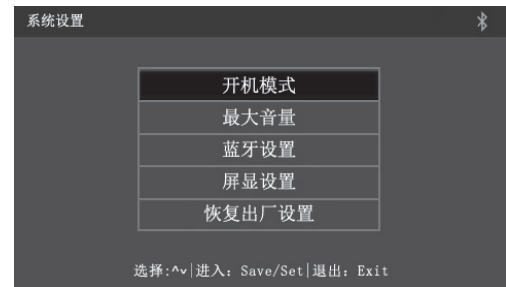 系统设置
开机模式
最大音量
蓝牙设置
屏显设置
恢复出厂设置
选择:^v|进入: Save/Set|退出: Exit